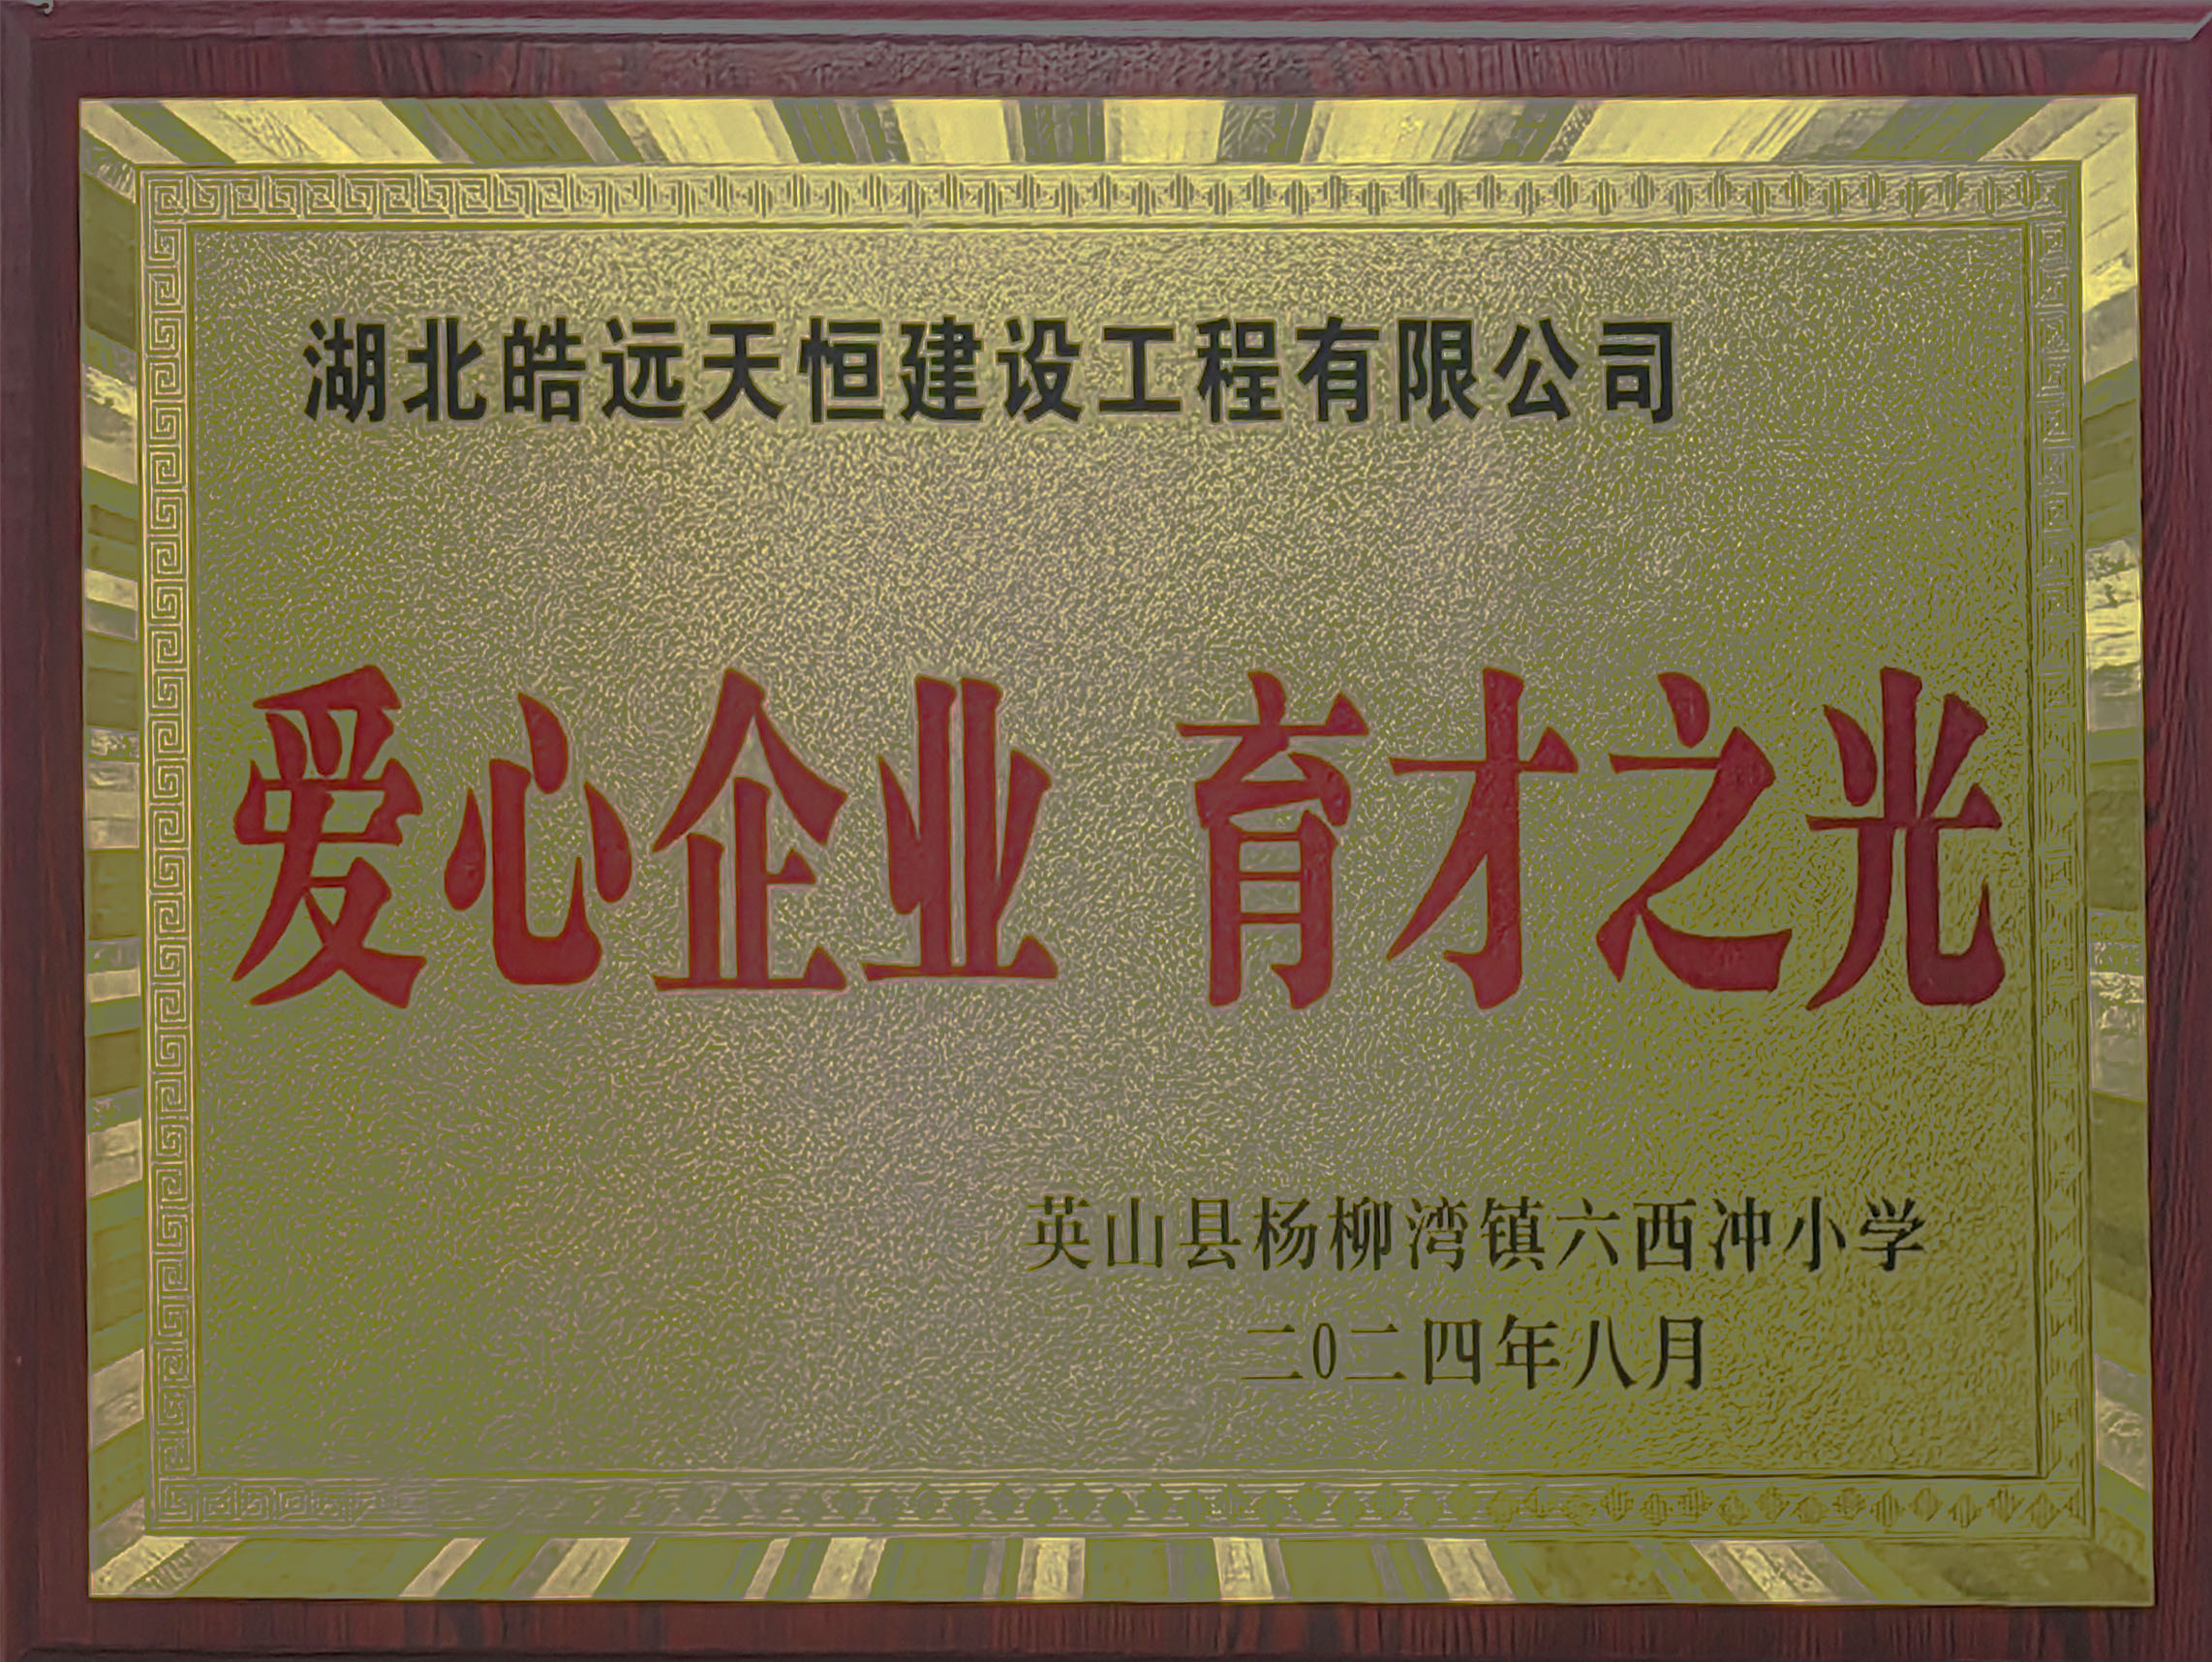 湖北皓远天恒建设工程有限公司
爱心企业 育才之光
英山县杨柳湾镇六西冲小学
二0二四年八月